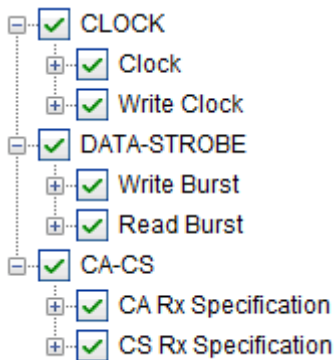 CLOCK
Clock
Write Clock
DATA-STROBE
Write Burst
Read Burst
CA-CS
CA Rx Specification
CS Rx Specification